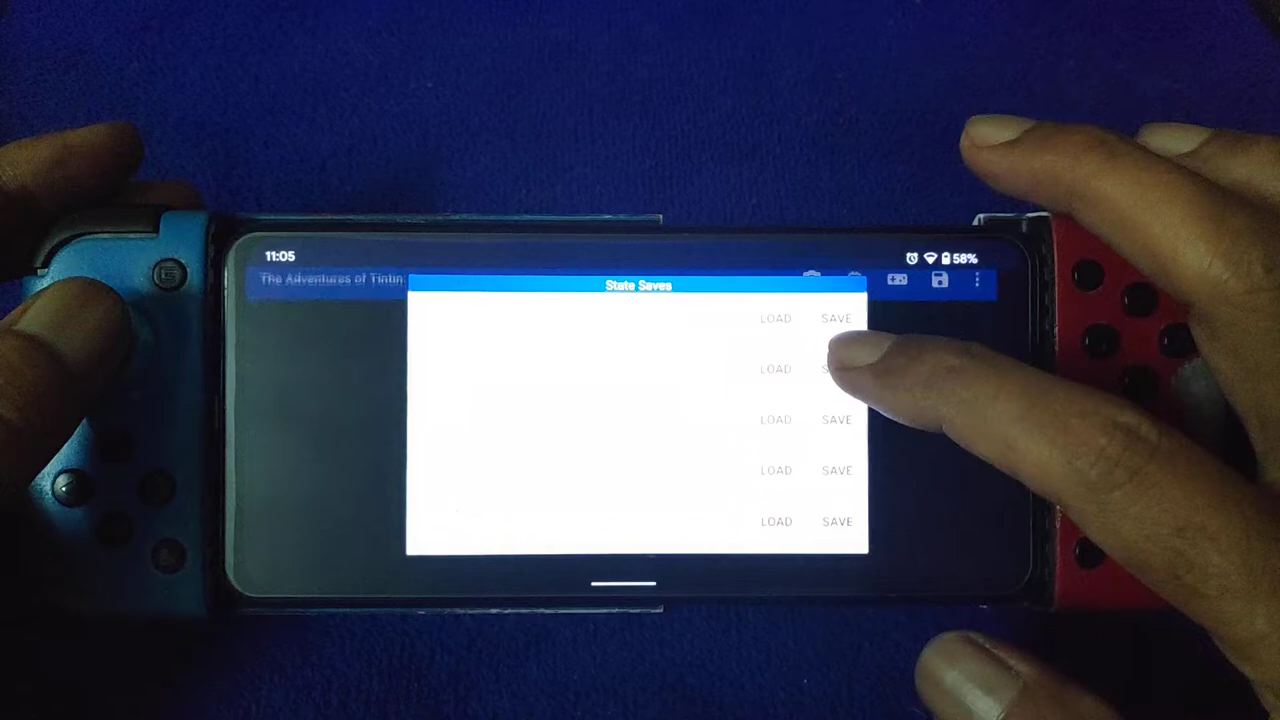 11:05
58%
The Adventures of Tintin:
State Saves
LOAD SAVE
LOAD
LOAD SAVE
LOAD SAVE
LOAD SAVE